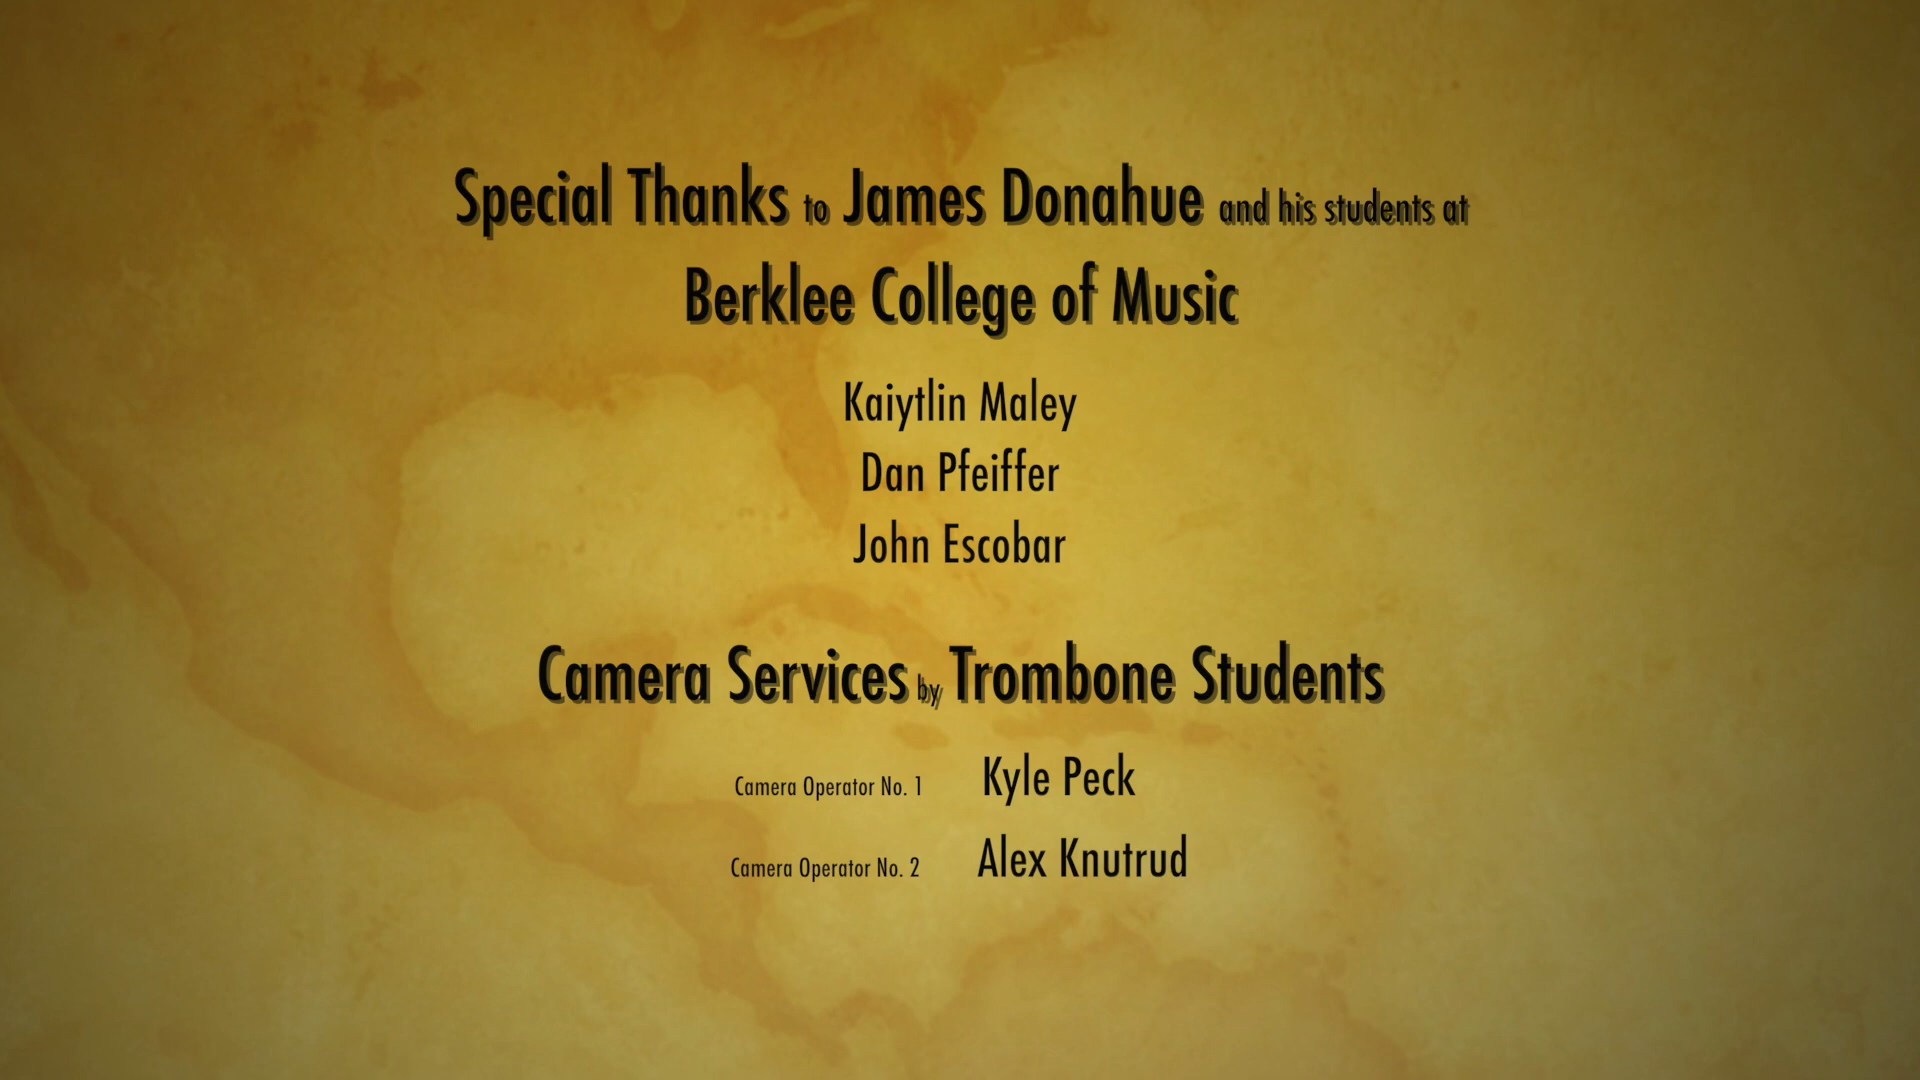 Special Thanks to James Donahue and his students at
Berklee College of Music
Kaiytlin Maley
Dan Pfeiffer
John Escobar
Camera Services by Trombone Students
Camera Operator No. 1 Kyle Peck
Camera Operator No. 2 Alex Knutrud